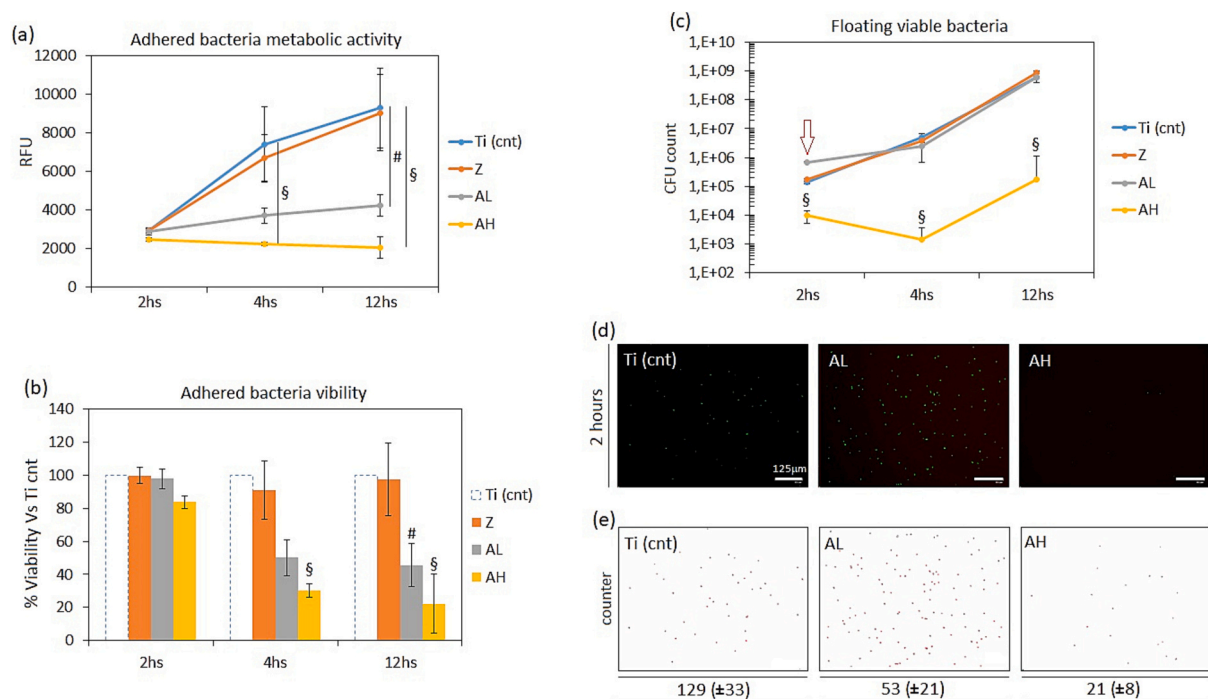 (a)
Adhered bacteria metabolic activity
12000
10000
8000
6000
4000
2000
0
RFU
§
#
§
2hs
4hs
12hs
Ti (cnt)
Z
AL
AH
(b)
Adhered bacteria vibility
140
120
100
80
60
40
20
0
% Viability Vs Ti cnt
§
#
§
2hs
4hs
12hs
Ti (cnt)
Z
AL
AH
(c)
Floating viable bacteria
1,E+10
1,E+09
1,E+08
1,E+07
1,E+06
1,E+05
1,E+04
1,E+03
1,E+02
CFU count
§
§
§
2hs
4hs
12hs
Ti (cnt)
Z
AL
AH
(d)
2 hours
Ti (cnt)
125µm
AL
AH
(e)
counter
Ti (cnt)
AL
AH
129 (±33)
53 (±21)
21 (±8)